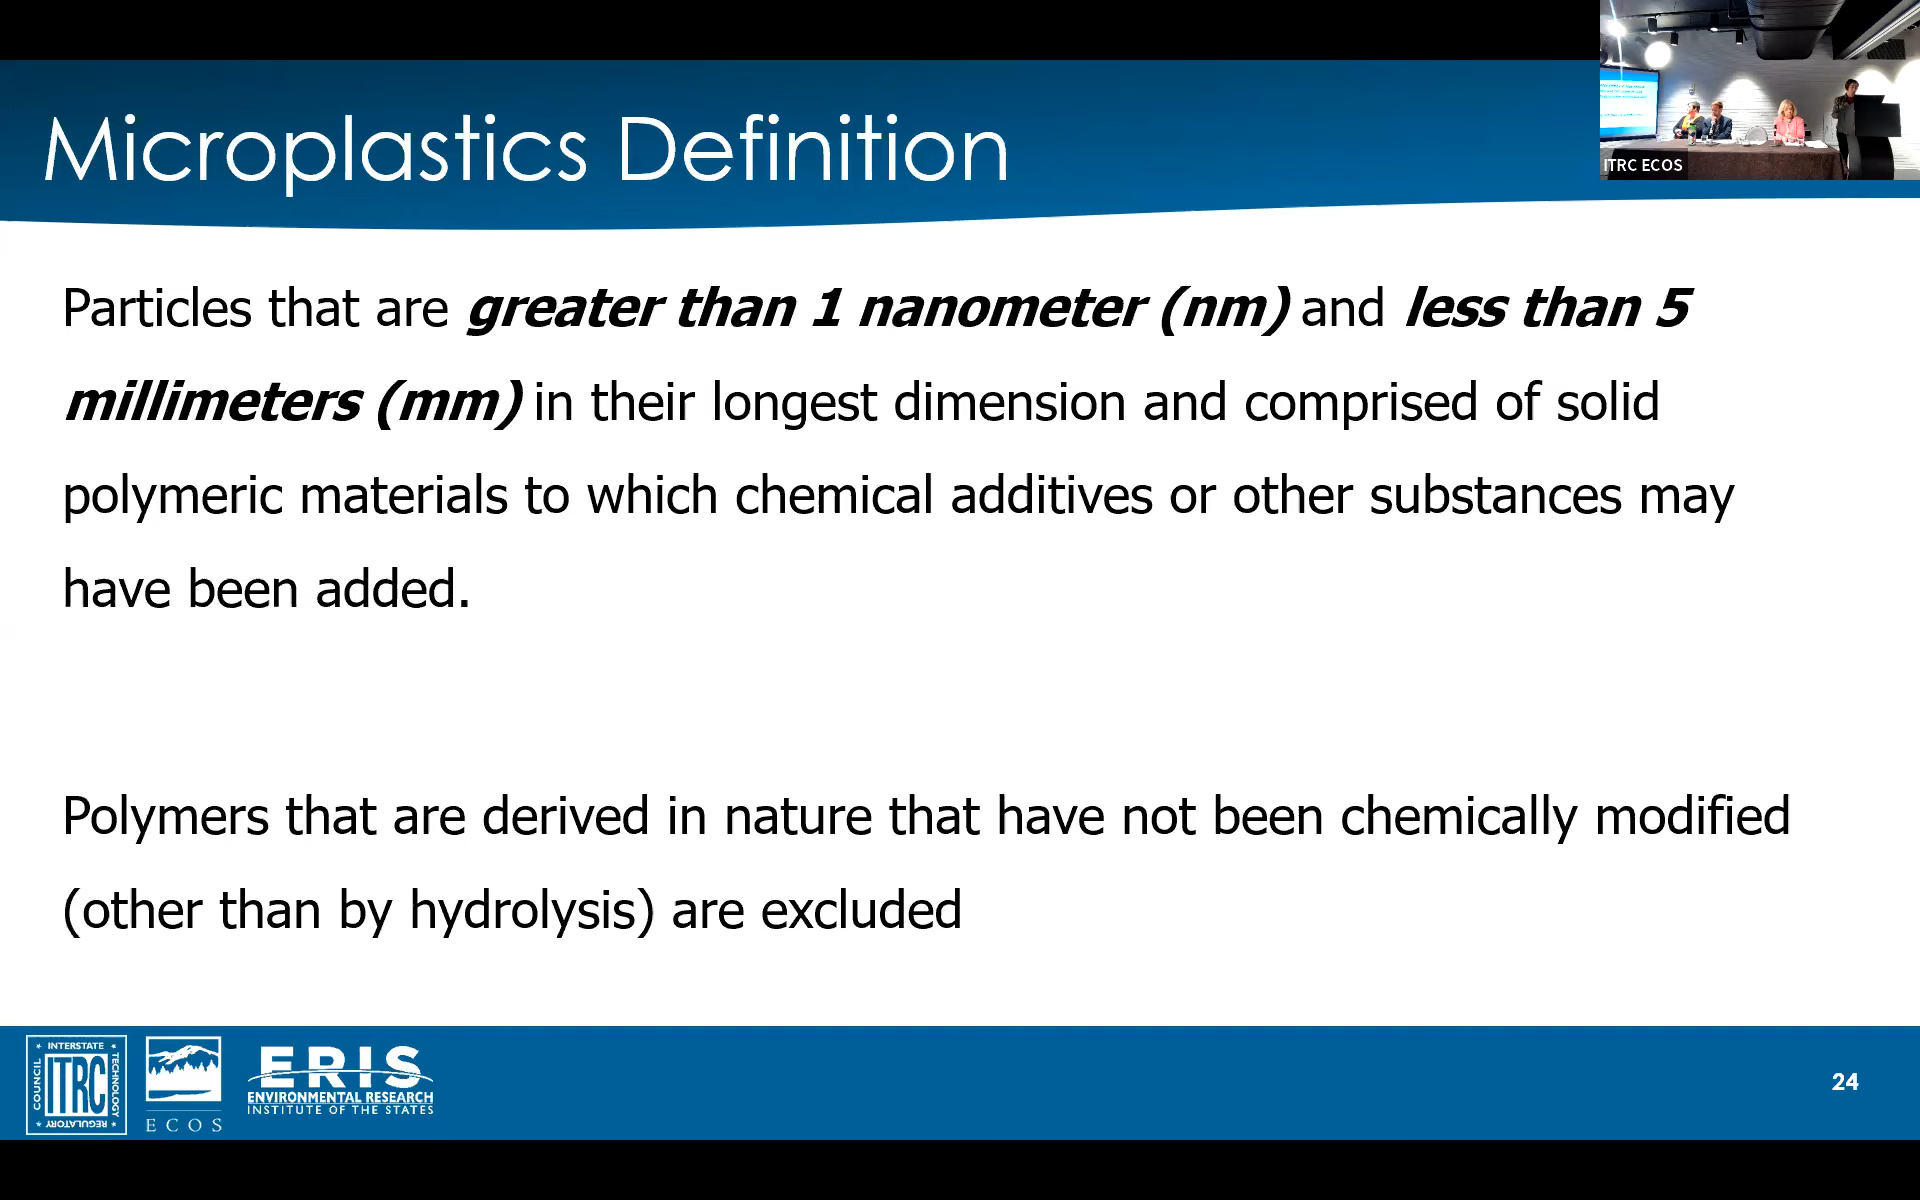 Microplastics Definition
ITRC ECOS
Particles that are greater than 1 nanometer (nm) and less than 5
millimeters (mm) in their longest dimension and comprised of solid
polymeric materials to which chemical additives or other substances may
have been added.
Polymers that are derived in nature that have not been chemically modified
(other than by hydrolysis) are excluded
INTERSTATE
TECHNOLOGY
REGULATORY
COUNCIL
ITRC
ECOS
ERIS
ENVIRONMENTAL RESEARCH
INSTITUTE OF THE STATES
24